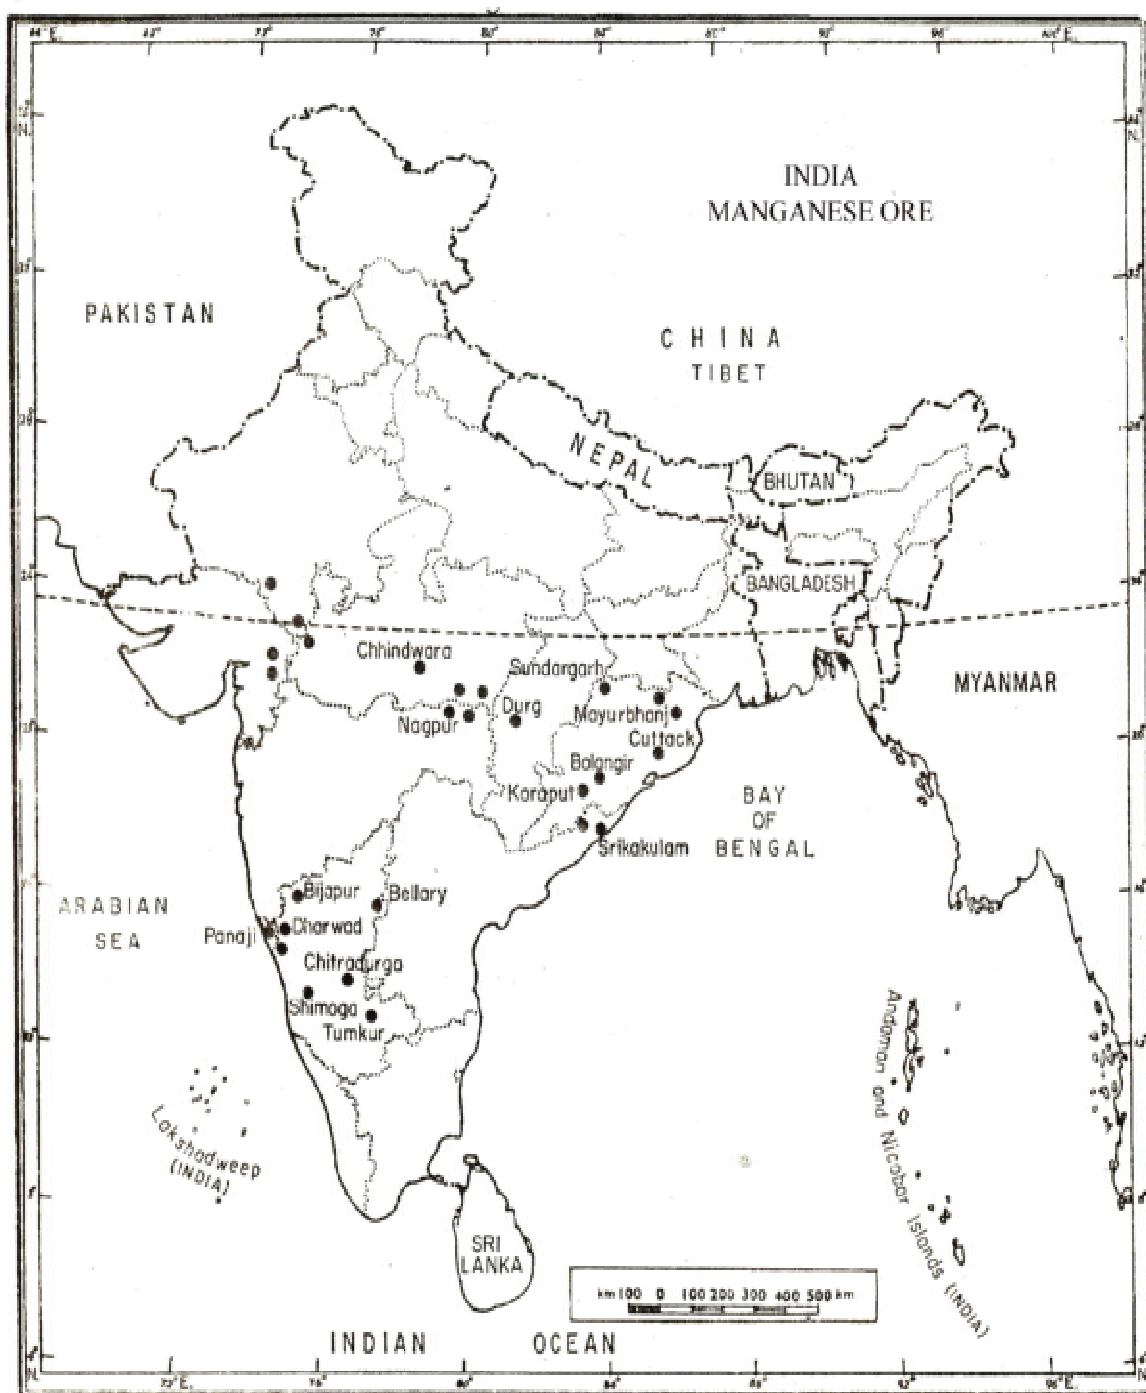 INDIA
MANGANESE ORE
PAKISTAN
CHINA
TIBET
NEPAL
BHUTAN
BANGLADESH
MYANMAR
Chhindwara
Sundargarh
Nagpur
Durg
Mayurbhanj
Cuttack
Bolangir
Koraput
Srikakulam
BAY
OF
BENGAL
ARABIAN
SEA
Bijapur
Bellary
Panaji
Dharwad
Chitradurga
Shimoga
Tumkur
Lakshadweep
(INDIA)
Andaman and Nicobar Islands (INDIA)
SRI
LANKA
km 100 0 100 200 300 400 500 km
INDIAN OCEAN